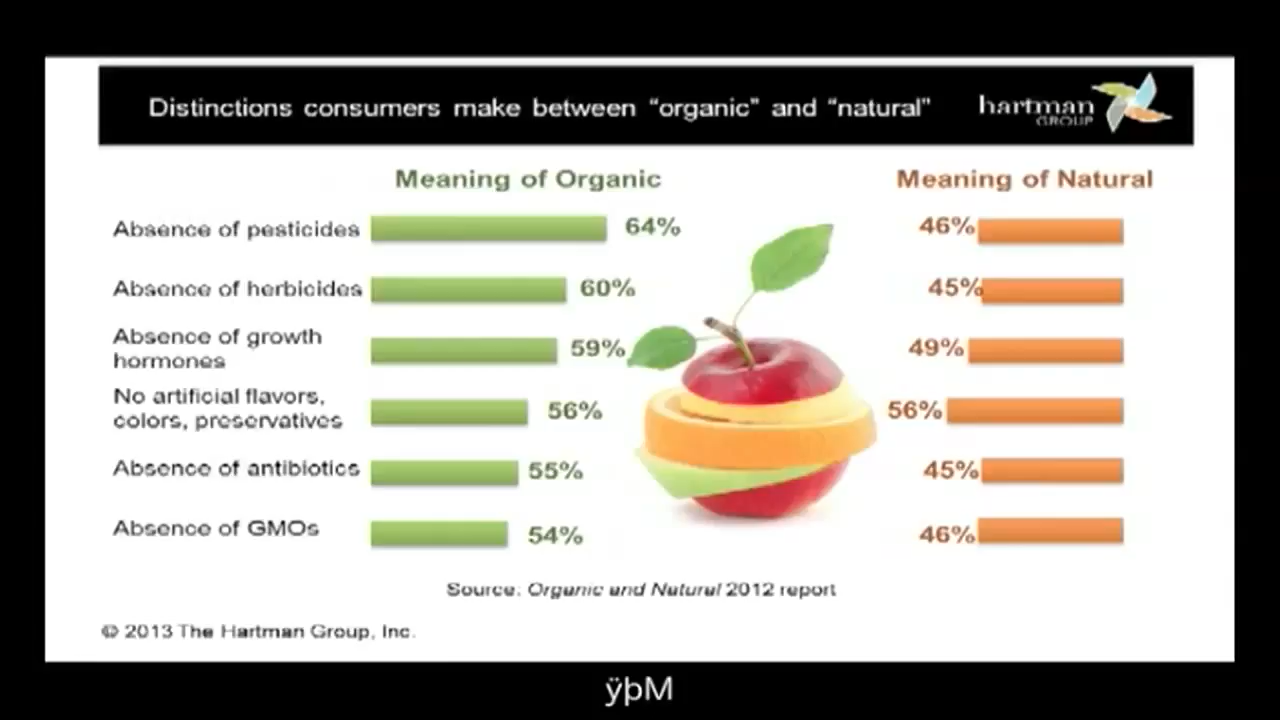 Distinctions consumers make between “organic” and “natural”
hartman
GROUP
Meaning of Organic
Meaning of Natural
Absence of pesticides 64% 46%
Absence of herbicides 60% 45%
Absence of growth
hormones 59% 49%
No artificial flavors,
colors, preservatives 56% 56%
Absence of antibiotics 55% 45%
Absence of GMOs 54% 46%
Source: Organic and Natural 2012 report
© 2013 The Hartman Group, Inc.
ÿþM